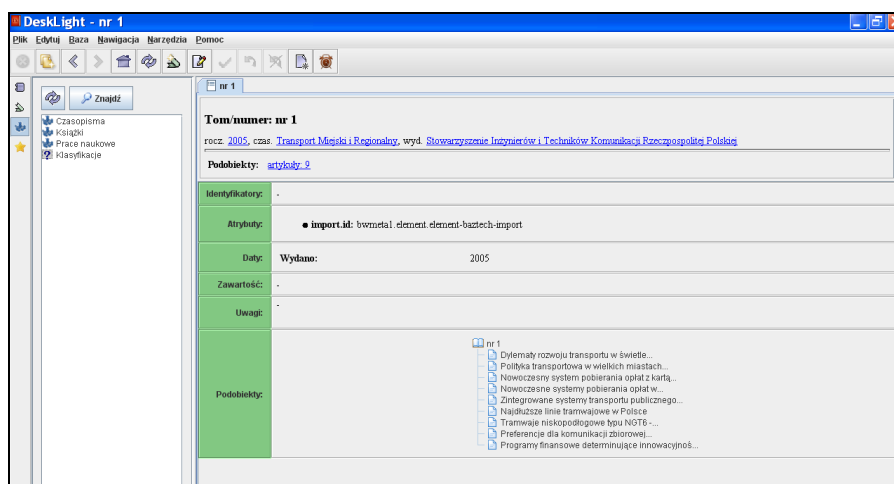 DeskLight - nr 1
Plik Edytuj Baza Nawigacja Narzędzia Pomoc
nr 1
Znajdź
Czasopisma
Książki
Prace naukowe
Klasyfikacje
Tom/numer: nr 1
rocz. 2005, czas. Transport Miejski i Regionalny, wyd. Stowarzyszenie Inżynierów i Techników Komunikacji Rzeczpospolitej Polskiej
Podobiekty: artykuły: 9
Identyfikatory: -
Atrybuty: ● import.id: bwmeta1.element.element-baztech-import
Daty: Wydano: 2005
Zawartość: -
Uwagi: -
Podobiekty:
nr 1
Dylematy rozwoju transportu w świetle...
Polityka transportowa w wielkich miastach...
Nowoczesny system pobierania opłat z kartą...
Nowoczesne systemy pobierania opłat w...
Zintegrowane systemy transportu publicznego...
Najdłuższe linie tramwajowe w Polsce
Tramwaje niskopodłogowe typu NGT6 -...
Preferencje dla komunikacji zbiorowej...
Programy finansowe determinujące innowacyjnoś...